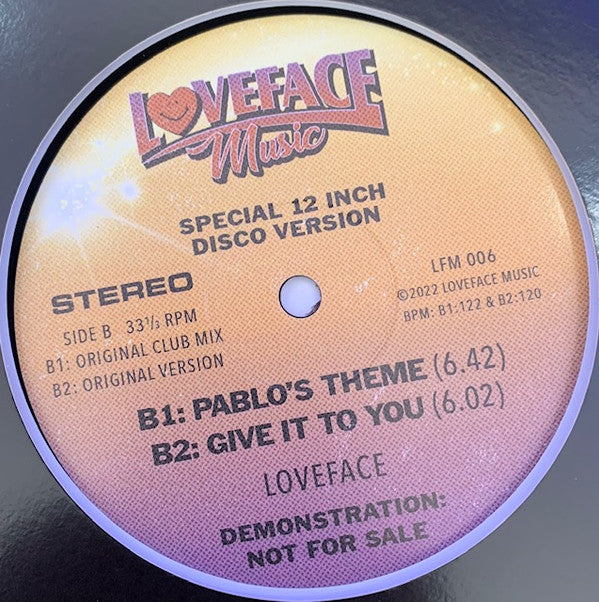 LOVEFACE
Music
SPECIAL 12 INCH
DISCO VERSION
STEREO
SIDE B 33⅓ RPM
B1: ORIGINAL CLUB MIX
B2: ORIGINAL VERSION
LFM 006
©2022 LOVEFACE MUSIC
BPM: B1:122 & B2:120
B1: PABLO'S THEME (6.42)
B2: GIVE IT TO YOU (6.02)
LOVEFACE
DEMONSTRATION:
NOT FOR SALE